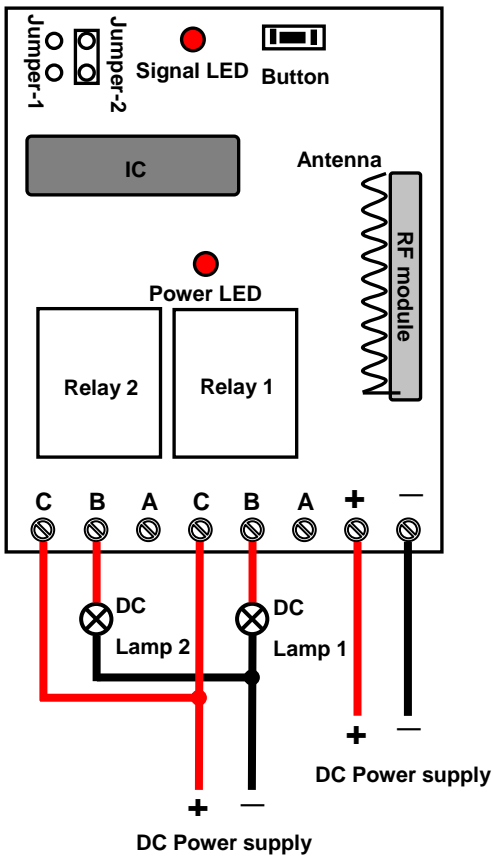 Jumper-1
Jumper-2
Signal LED
Button
IC
Antenna
RF module
Power LED
Relay 2
Relay 1
C B A C B A + —
DC
Lamp 2
DC
Lamp 1
+ —
DC Power supply
+ —
DC Power supply